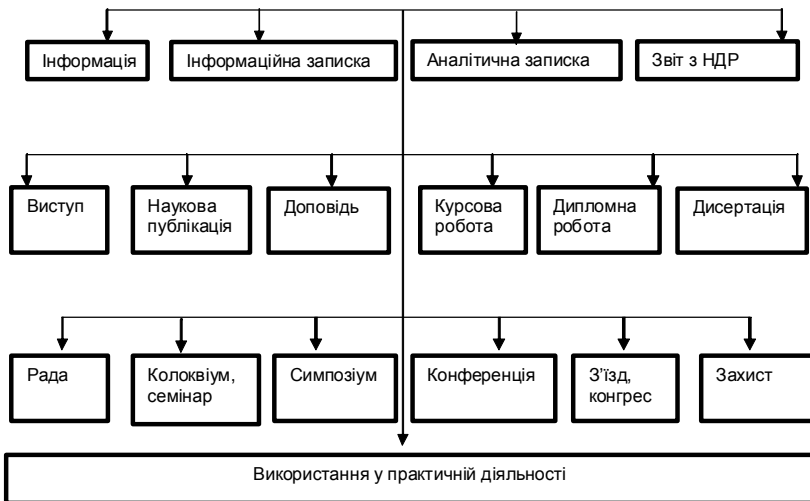 Інформація
Інформаційна записка
Аналітична записка
Звіт з НДР
Виступ
Наукова
публікація
Доповідь
Курсова
робота
Дипломна
робота
Дисертація
Рада
Колоквіум,
семінар
Симпозіум
Конференція
З’їзд,
конгрес
Захист
Використання у практичній діяльності